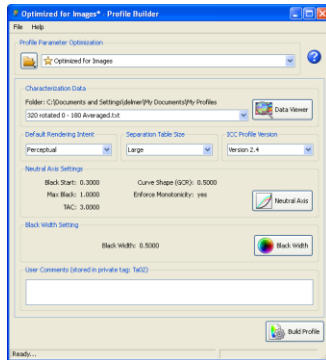 * Optimized for Images* - Profile Builder
File Help
Profile Parameter Optimization
Optimized for Images
Characterization Data
Folder: C:\Documents and Settings\delmer\My Documents\My Profiles
320 rotated 0 - 180 Averaged.txt
Data Viewer
Default Rendering Intent Separation Table Size ICC Profile Version
Perceptual Large Version 2.4
Neutral Axis Settings
Black Start: 0.3000 Curve Shape (GCR): 0.5000
Max Black: 1.0000 Enforce Monotonicity: yes
TAC: 3.0000
Neutral Axis
Black Width Setting
Black Width: 0.5000
Black Width
User Comments (stored in private tag: Ta02)
Build Profile
Ready...